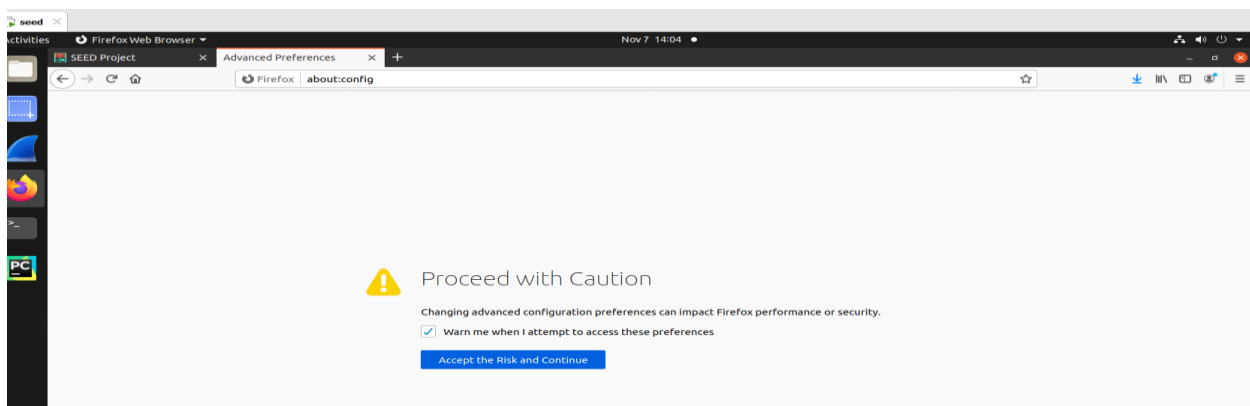 seed
ctivities Firefox Web Browser Nov 7 14:04
SEED Project Advanced Preferences
Firefox about:config
>_
PC
Proceed with Caution
Changing advanced configuration preferences can impact Firefox performance or security.
Warn me when I attempt to access these preferences
Accept the Risk and Continue